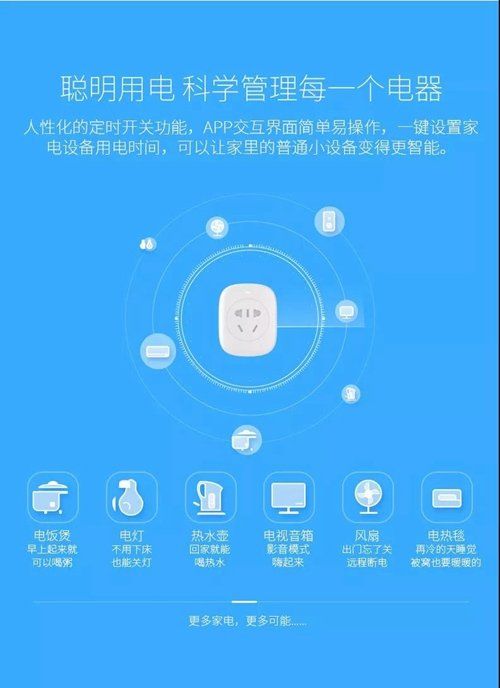 聪明用电 科学管理每一个电器
人性化的定时开关功能，APP交互界面简单易操作，一键设置家
电设备用电时间，可以让家里的普通小设备变得更智能。
电饭煲
早上起来就
可以喝粥
电灯
不用下床
也能关灯
热水壶
回家就能
喝热水
电视音箱
影音模式
嗨起来
风扇
出门忘了关
远程断电
电热毯
再冷的天睡觉
被窝也要暖暖的
更多家电，更多可能......